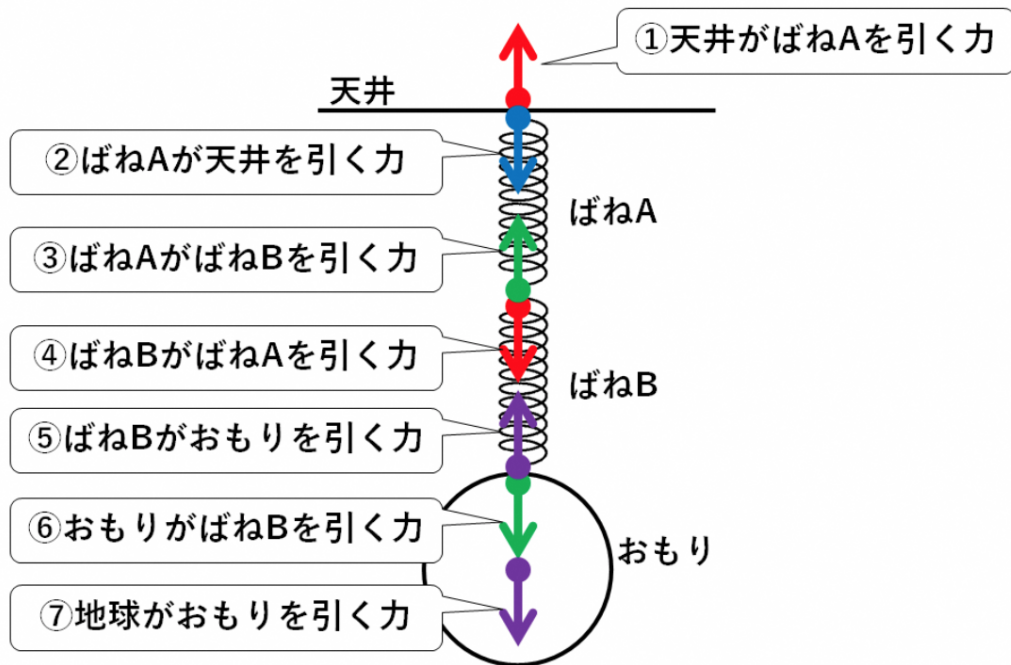 ①天井がばねAを引く力
天井
②ばねAが天井を引く力
ばねA
③ばねAがばねBを引く力
④ばねBがばねAを引く力
ばねB
⑤ばねBがおもりを引く力
⑥おもりがばねBを引く力
おもり
⑦地球がおもりを引く力